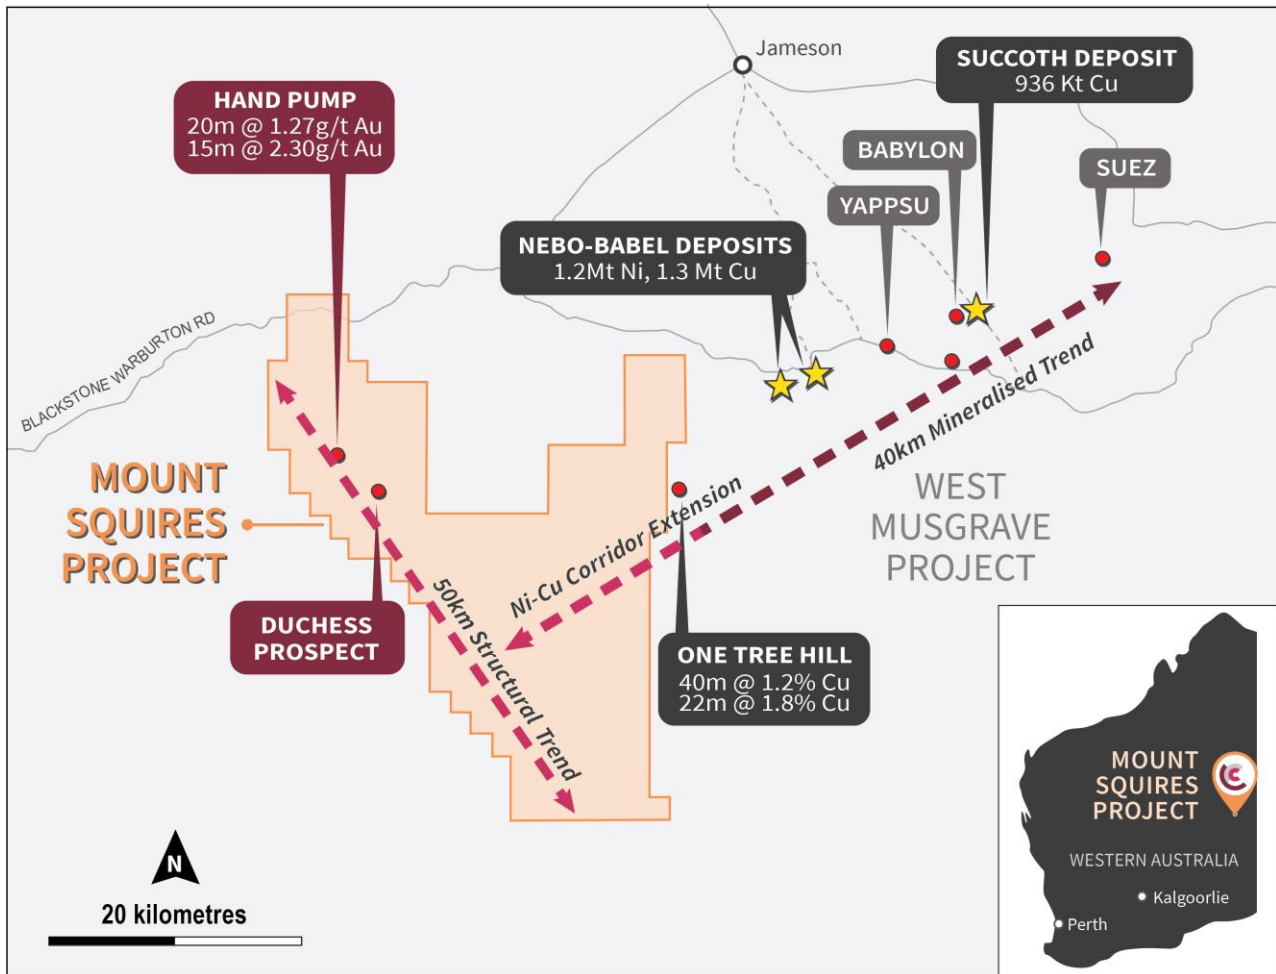 Jameson
SUCCOTH DEPOSIT
936 Kt Cu
HAND PUMP
20m @ 1.27g/t Au
15m @ 2.30g/t Au
BABYLON
SUEZ
YAPPSU
NEBO-BABEL DEPOSITS
1.2Mt Ni, 1.3 Mt Cu
BLACKSTONE WARBURTON RD
40km Mineralised Trend
MOUNT
SQUIRES
PROJECT
WEST
MUSGRAVE
PROJECT
Ni-Cu Corridor Extension
50km Structural Trend
DUCHESS
PROSPECT
ONE TREE HILL
40m @ 1.2% Cu
22m @ 1.8% Cu
N
20 kilometres
MOUNT
SQUIRES
PROJECT
WESTERN AUSTRALIA
Kalgoorlie
Perth